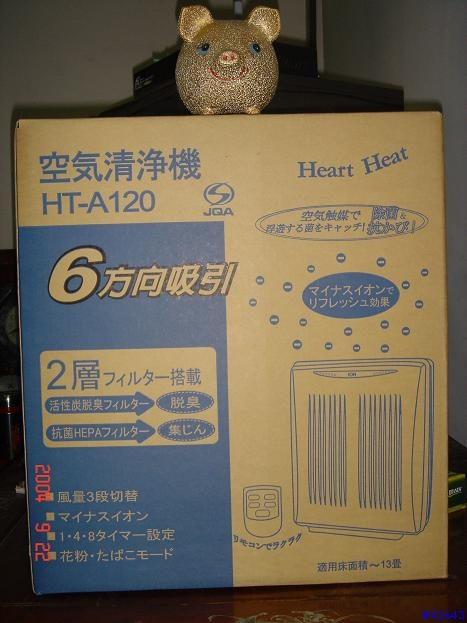 空気清浄機
HT-A120
JQA
Heart Heat
空気触媒で
浮遊する菌をキャッチ!
除菌&
抗かび!
6方向吸引
マイナスイオンで
リフレッシュ効果
2層フィルター搭載
活性炭脱臭フィルター
脱臭
抗菌HEPAフィルター
集じん
ION
風量3段切替
マイナスイオン
1・4・8タイマー設定
花粉・たばこモード
リモコンでラクラク
適用床面積~13畳
2004 9 22